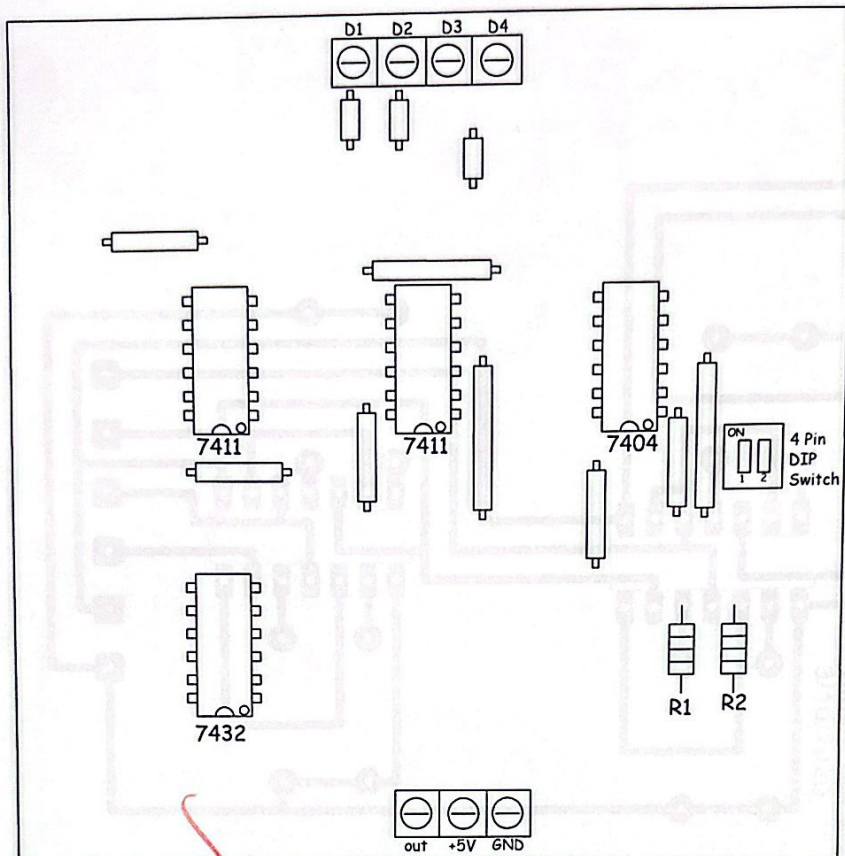 D1 D2 D3 D4
7411
7411
7404
ON
1 2
4 Pin
DIP
Switch
7432
R1
R2
out +5V GND